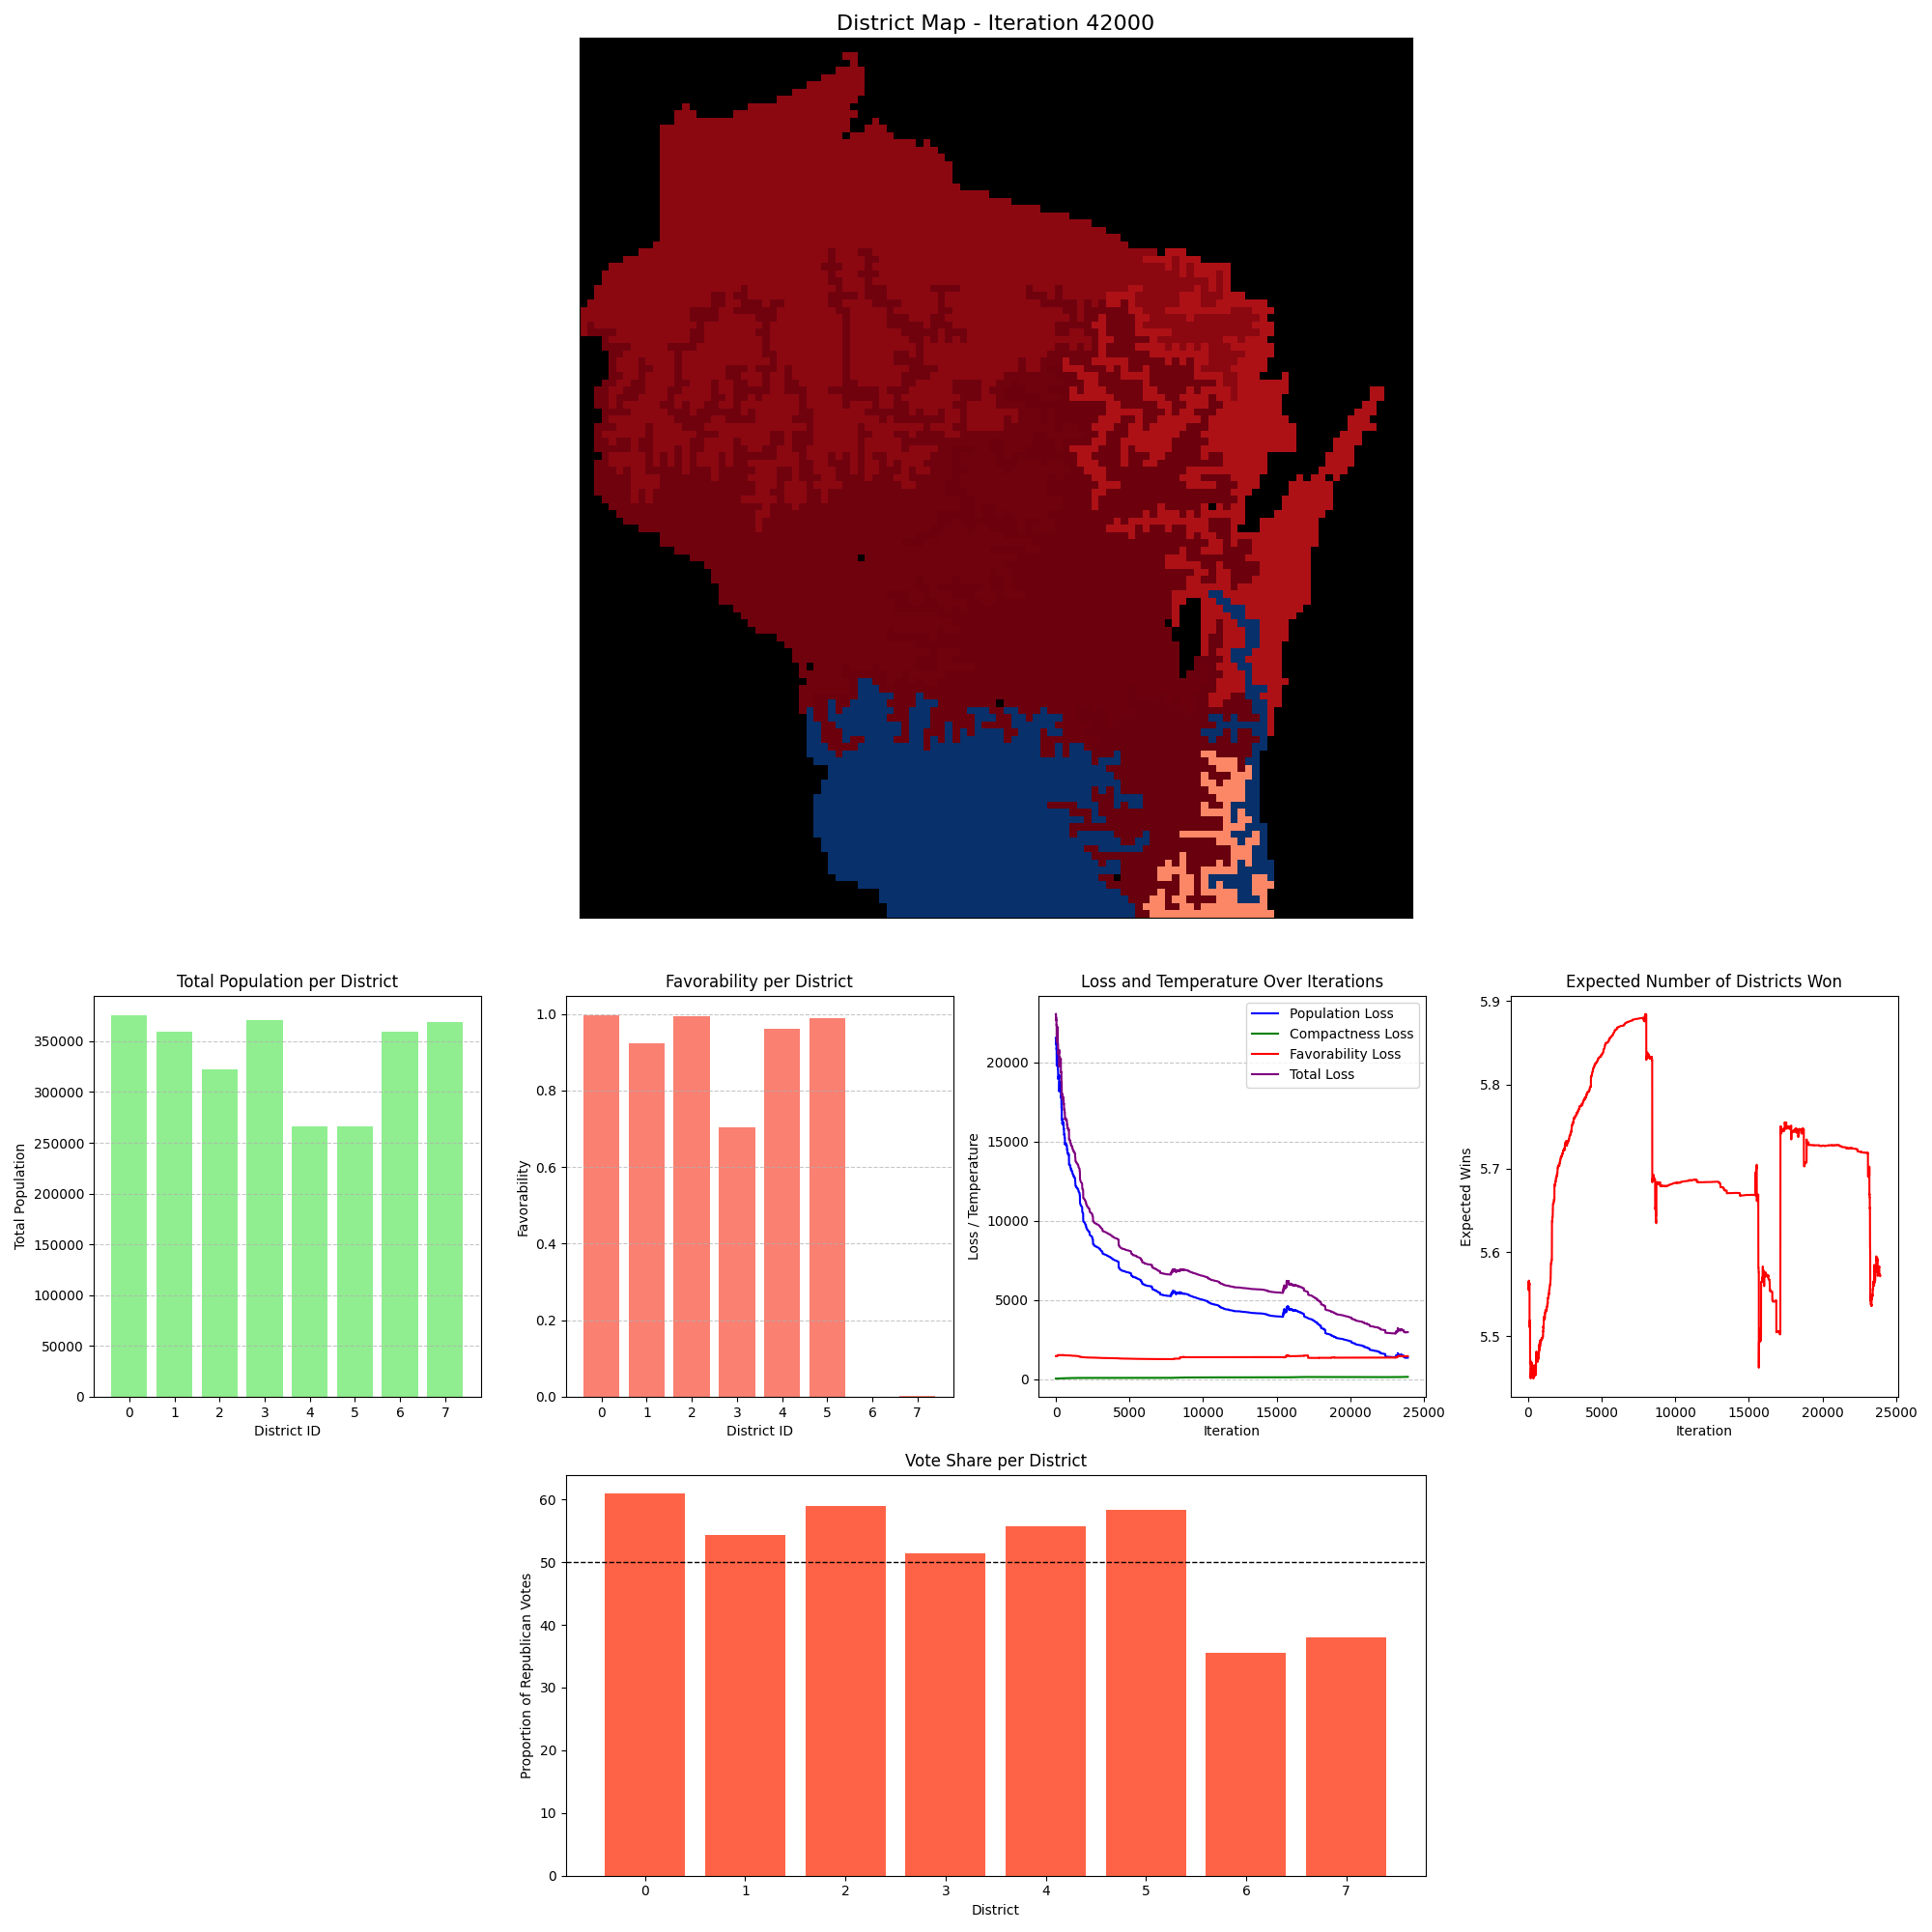 District Map - Iteration 42000
Total Population per District
Total Population
350000
300000
250000
200000
150000
100000
50000
0
0 1 2 3 4 5 6 7
District ID
Favorability per District
Favorability
1.0
0.8
0.6
0.4
0.2
0.0
0 1 2 3 4 5 6 7
District ID
Loss and Temperature Over Iterations
Loss / Temperature
Population Loss
Compactness Loss
Favorability Loss
Total Loss
20000
15000
10000
5000
0
0 5000 10000 15000 20000 25000
Iteration
Expected Number of Districts Won
Expected Wins
5.9
5.8
5.7
5.6
5.5
0 5000 10000 15000 20000 25000
Iteration
Vote Share per District
Proportion of Republican Votes
60
50
40
30
20
10
0
0 1 2 3 4 5 6 7
District